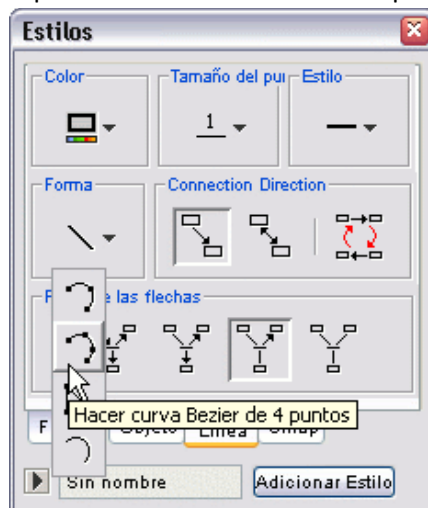 Estilos
Color
Tamaño del pu
Estilo
1
Forma
Connection Direction
e las flechas
Hacer curva Bezier de 4 puntos
Línea
Sin nombre
Adicionar Estilo